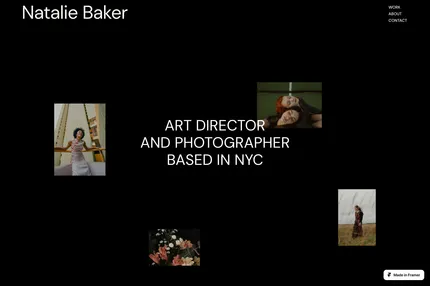 Natalie Baker
WORK
ABOUT
CONTACT
ART DIRECTOR
AND PHOTOGRAPHER
BASED IN NYC
Made in Framer